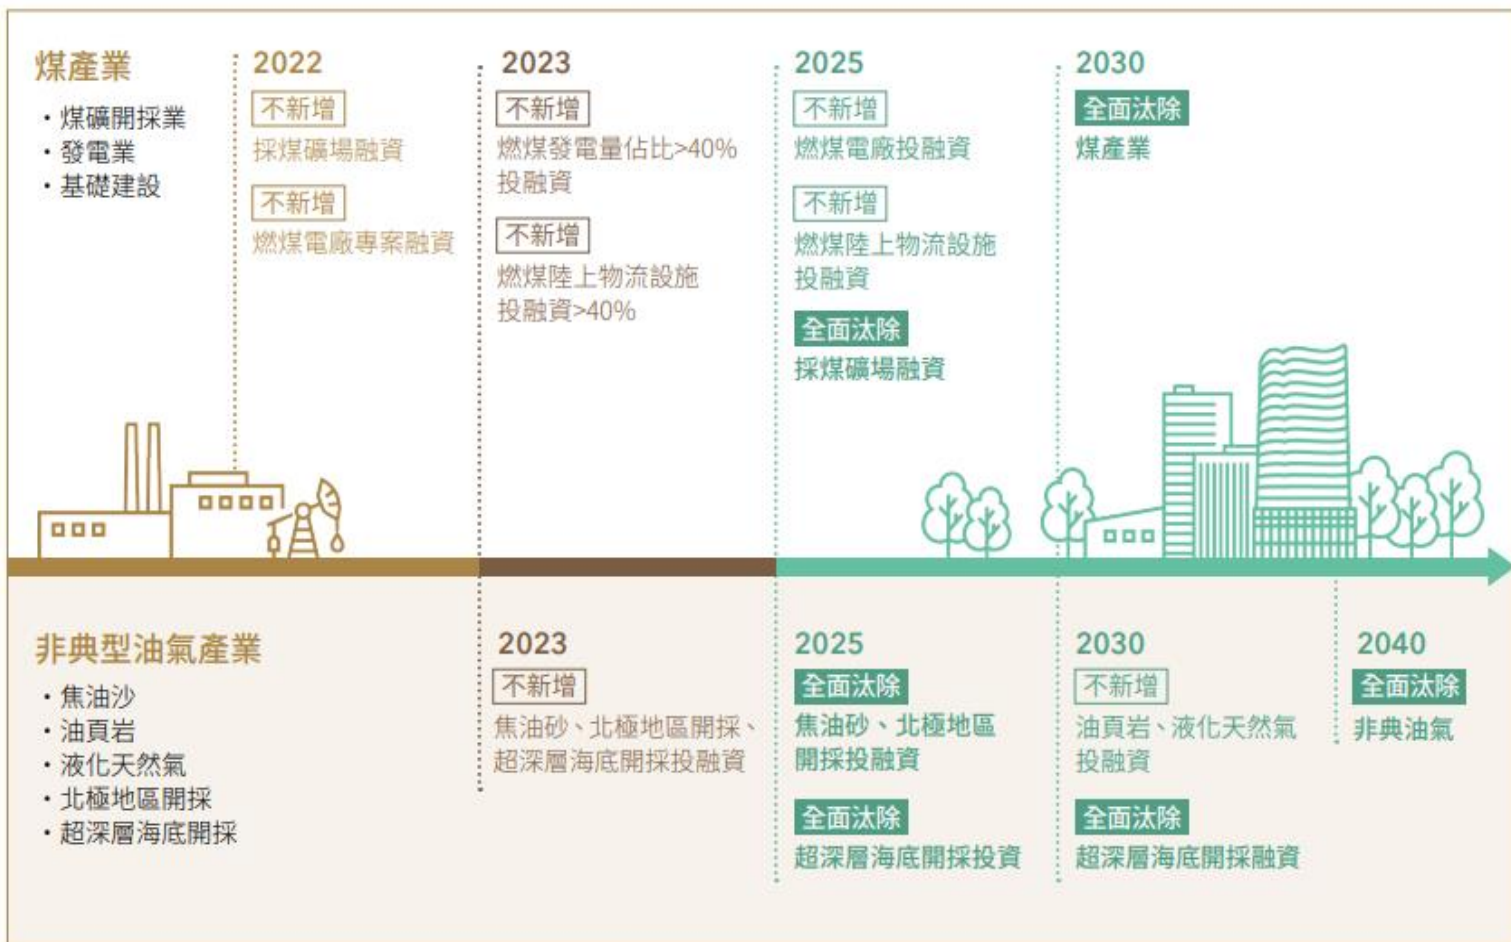 煤產業
・煤礦開採業
・發電業
・基礎建設
2022
不新增
採煤礦場融資
不新增
燃煤電廠專案融資
2023
不新增
燃煤發電量佔比>40%
投融資
不新增
燃煤陸上物流設施
投融資>40%
2025
不新增
燃煤電廠投融資
不新增
燃煤陸上物流設施
投融資
全面汰除
採煤礦場融資
2030
全面汰除
煤產業
非典型油氣產業
・焦油沙
・油頁岩
・液化天然氣
・北極地區開採
・超深層海底開採
2023
不新增
焦油砂、北極地區開採、
超深層海底開採投融資
2025
全面汰除
焦油砂、北極地區
開採投融資
全面汰除
超深層海底開採投資
2030
不新增
油頁岩、液化天然氣
投融資
全面汰除
超深層海底開採融資
2040
全面汰除
非典油氣